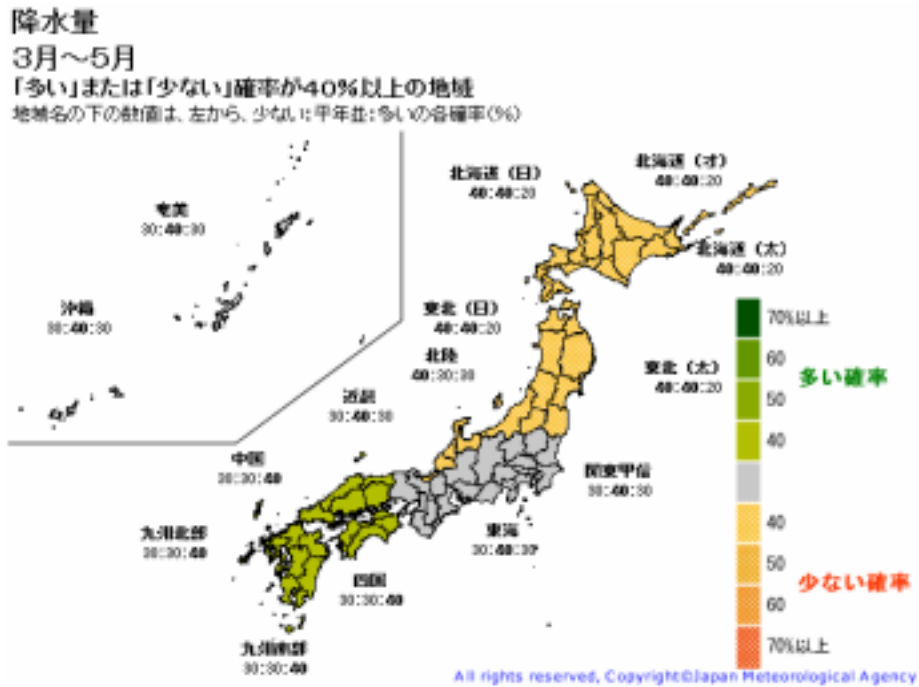 降水量
3月～5月
「多い」または「少ない」確率が40%以上の地域
地域名の下の数値は、左から、少ない:平年並:多いの各確率(%)
北海道（日）
40:40:20
北海道（オ）
40:40:20
奄美
30:40:30
北海道（太）
40:40:20
沖縄
30:40:30
東北（日）
40:40:20
70%以上
北陸
40:30:30
60
東北（太）
40:40:20
多い確率
近畿
30:40:30
50
40
中国
30:30:40
関東甲信
30:40:30
九州北部
30:30:40
東海
30:40:30
40
50
四国
30:30:40
少ない確率
60
九州南部
30:30:40
70%以上
All rights reserved, Copyright©Japan Meteorological Agency